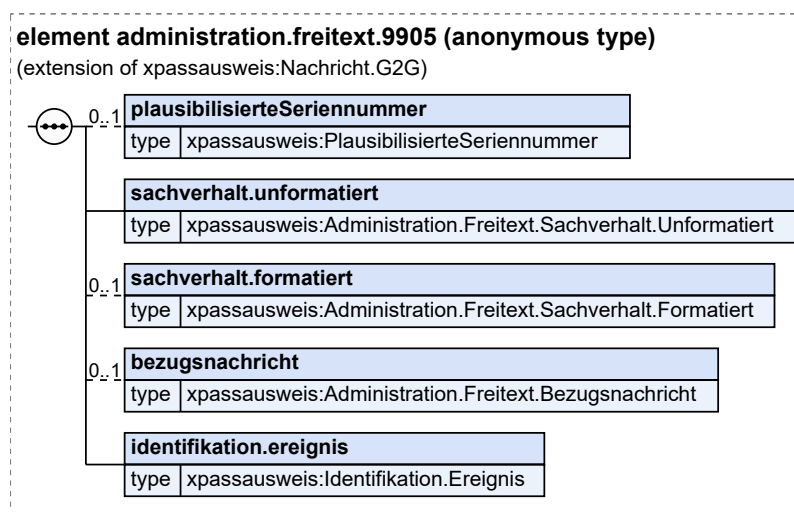 element administration.freitext.9905 (anonymous type)
(extension of xpassausweis:Nachricht.G2G)
0..1 plausibilisierteSeriennummer
type xpassausweis:PlausibilisierteSeriennummer
sachverhalt.unformatiert
type xpassausweis:Administration.Freitext.Sachverhalt.Unformatiert
0..1 sachverhalt.formatiert
type xpassausweis:Administration.Freitext.Sachverhalt.Formatiert
0..1 bezugsnachricht
type xpassausweis:Administration.Freitext.Bezugsnachricht
identifikation.ereignis
type xpassausweis:Identifikation.Ereignis